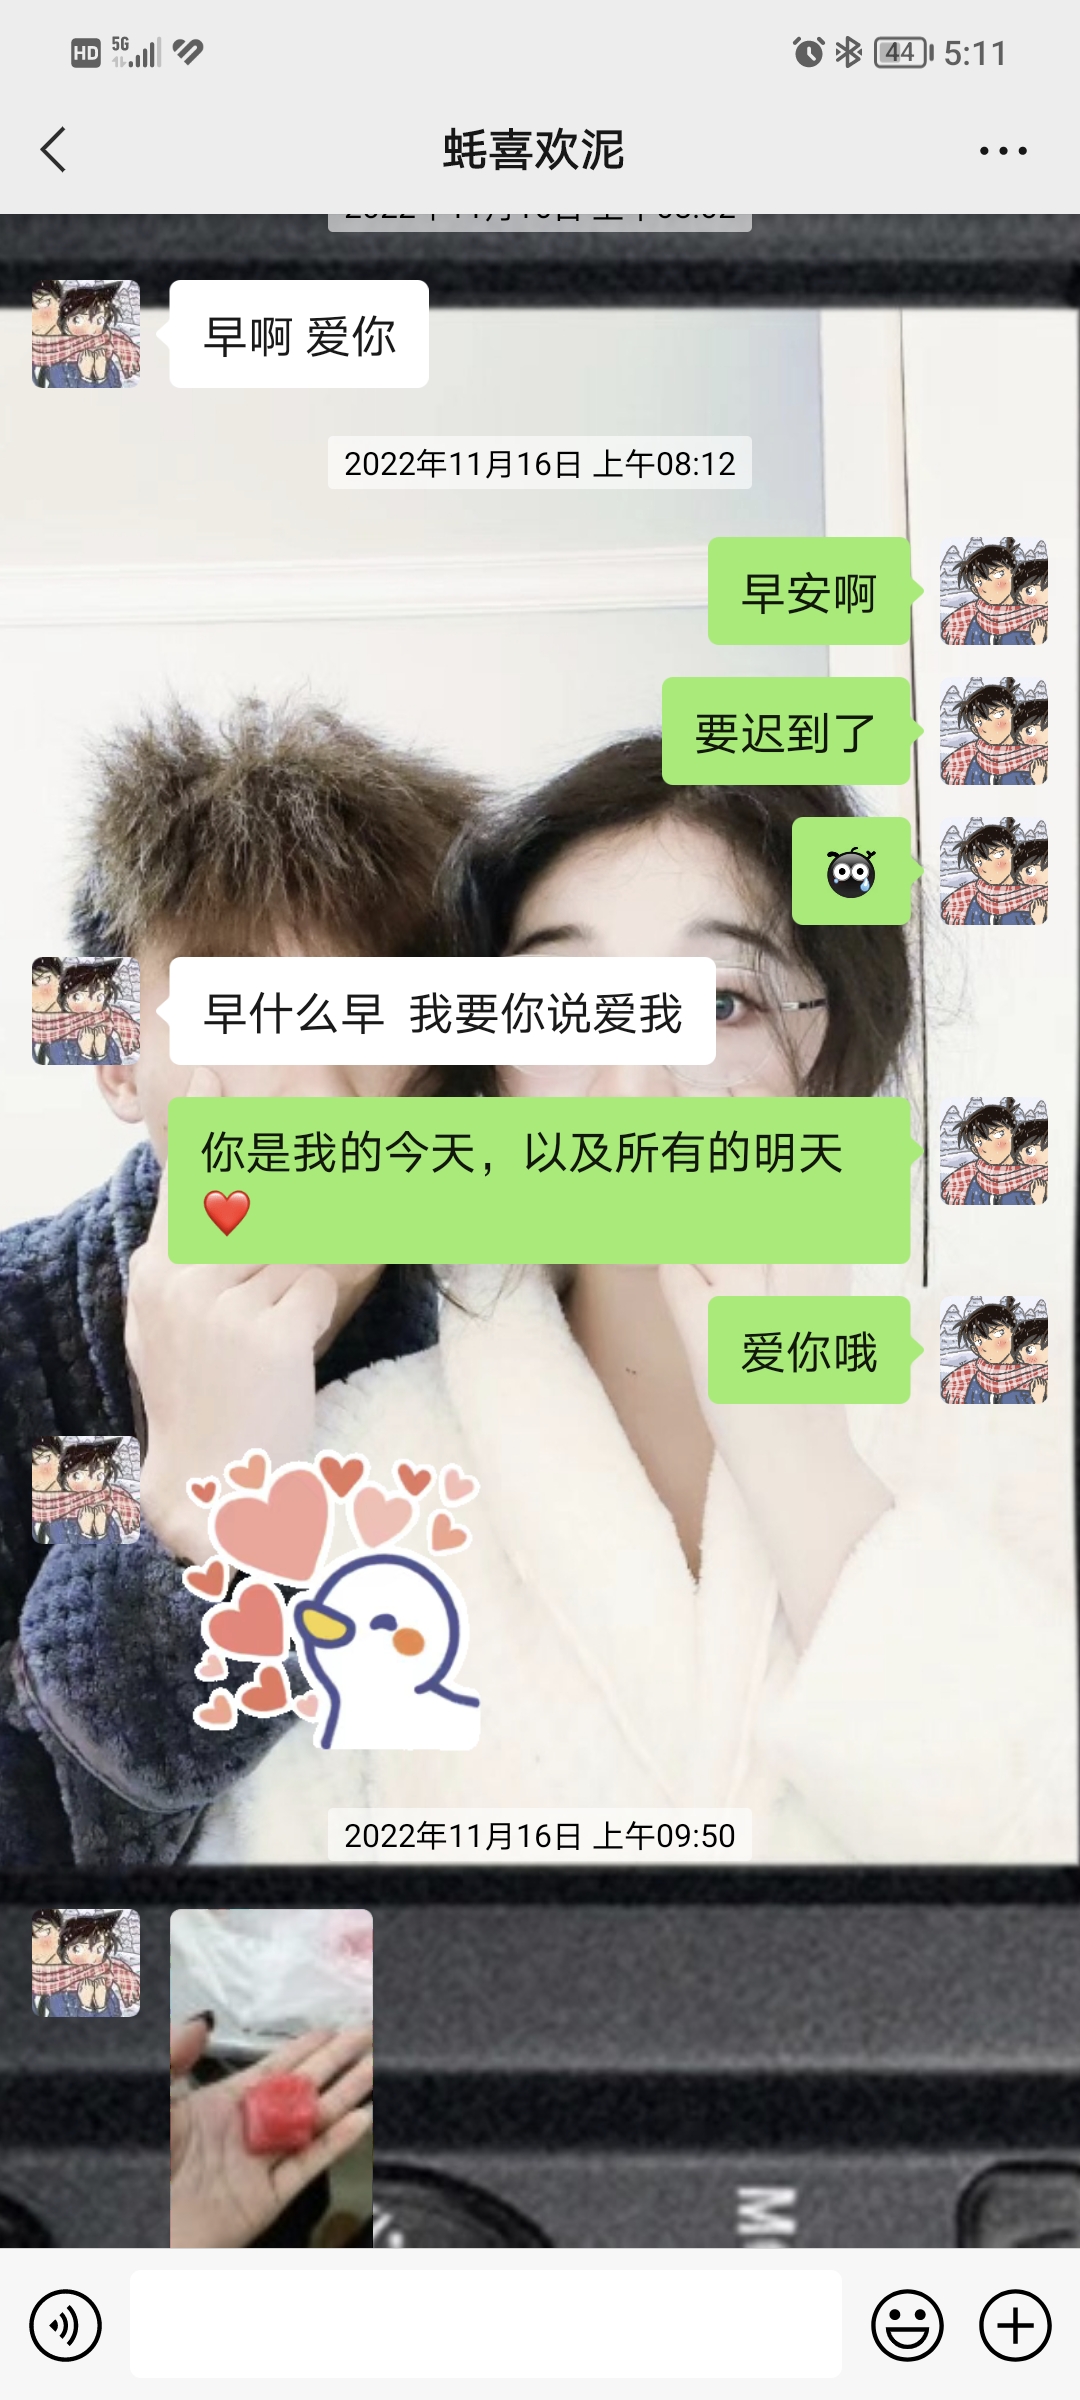 HD 5G 44 5:11
蚝喜欢泥
早啊 爱你
2022年11月16日 上午08:12
早安啊
要迟到了
早什么早 我要你说爱我
你是我的今天，以及所有的明天
❤️
爱你哦
2022年11月16日 上午09:50